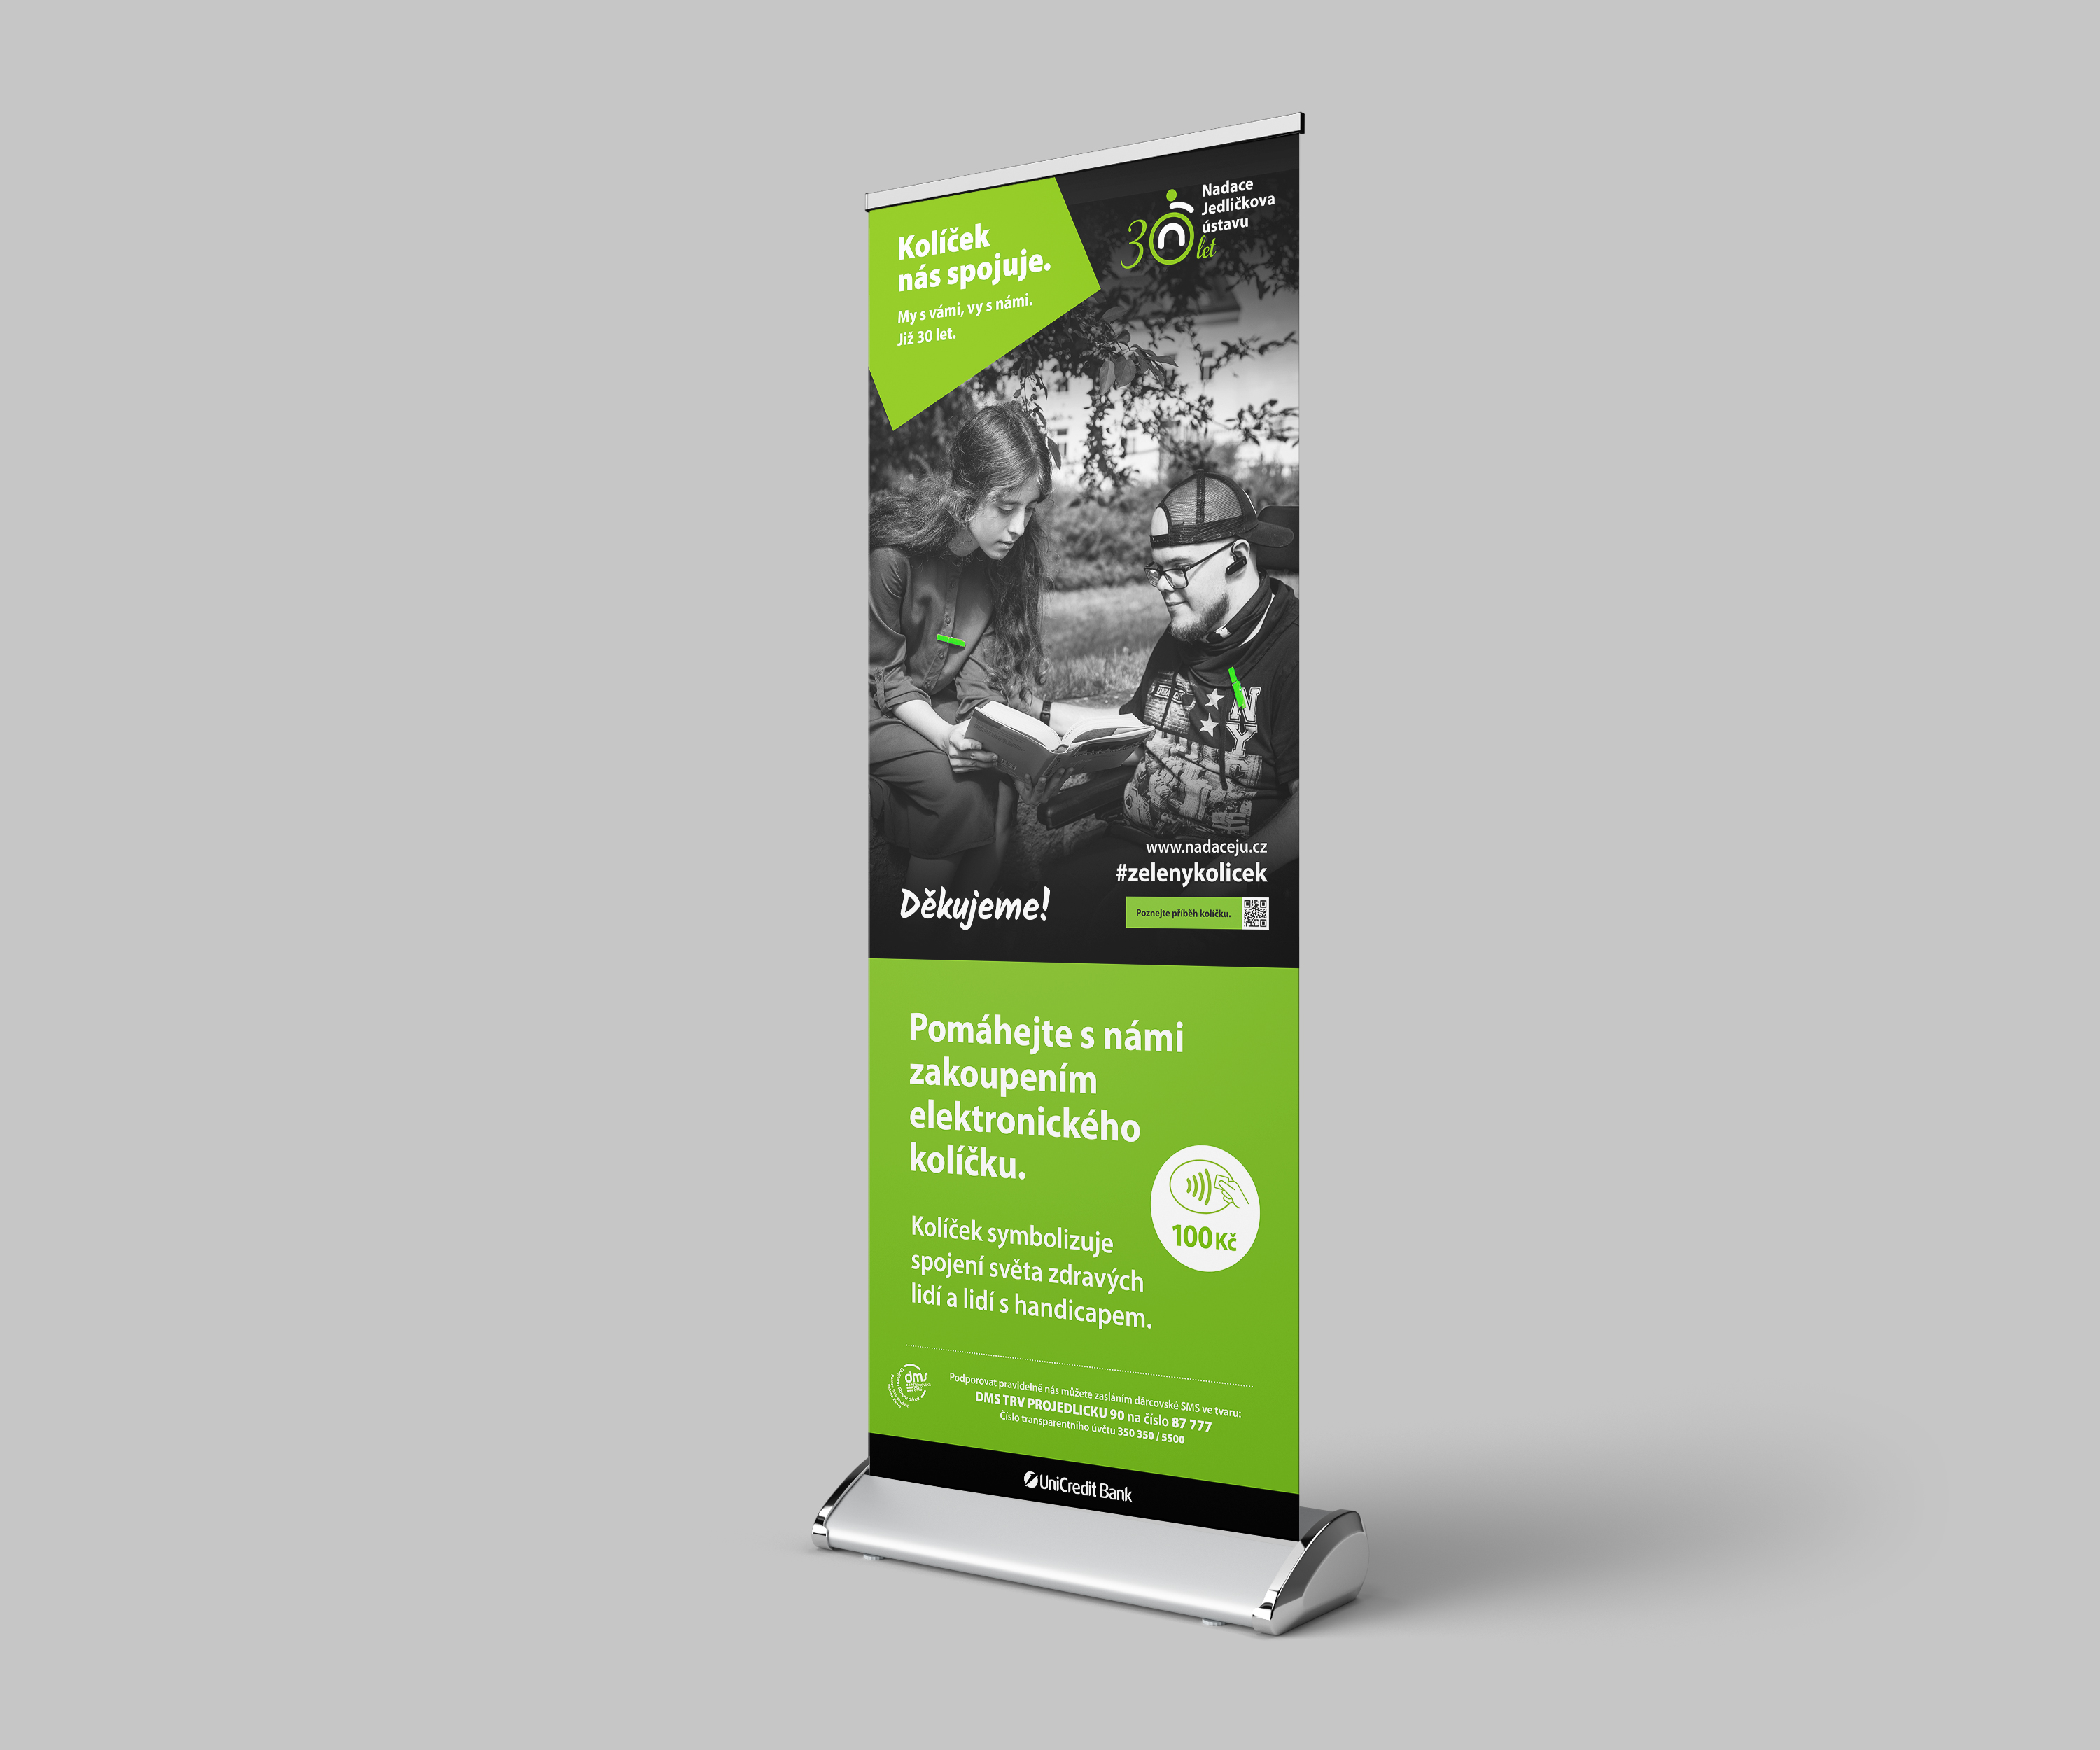 Kolíček
nás spojuje.
My s vámi, vy s námi.
Již 30 let.
30 let
Nadace
Jedličkova
ústavu
N
Y
www.nadaceju.cz
#zelenykolicek
Děkujeme!
Poznejte příběh kolíčku.
Pomáhejte s námi
zakoupením
elektronického
kolíčku.
100 Kč
Kolíček symbolizuje
spojení světa zdravých
lidí a lidí s handicapem.
dms
Podporovat pravidelně nás můžete zasláním dárcovské SMS ve tvaru:
DMS TRV PROJEDLICKU 90 na číslo 87 777
Číslo transparentního úvčtu 350 350 / 5500
UniCredit Bank